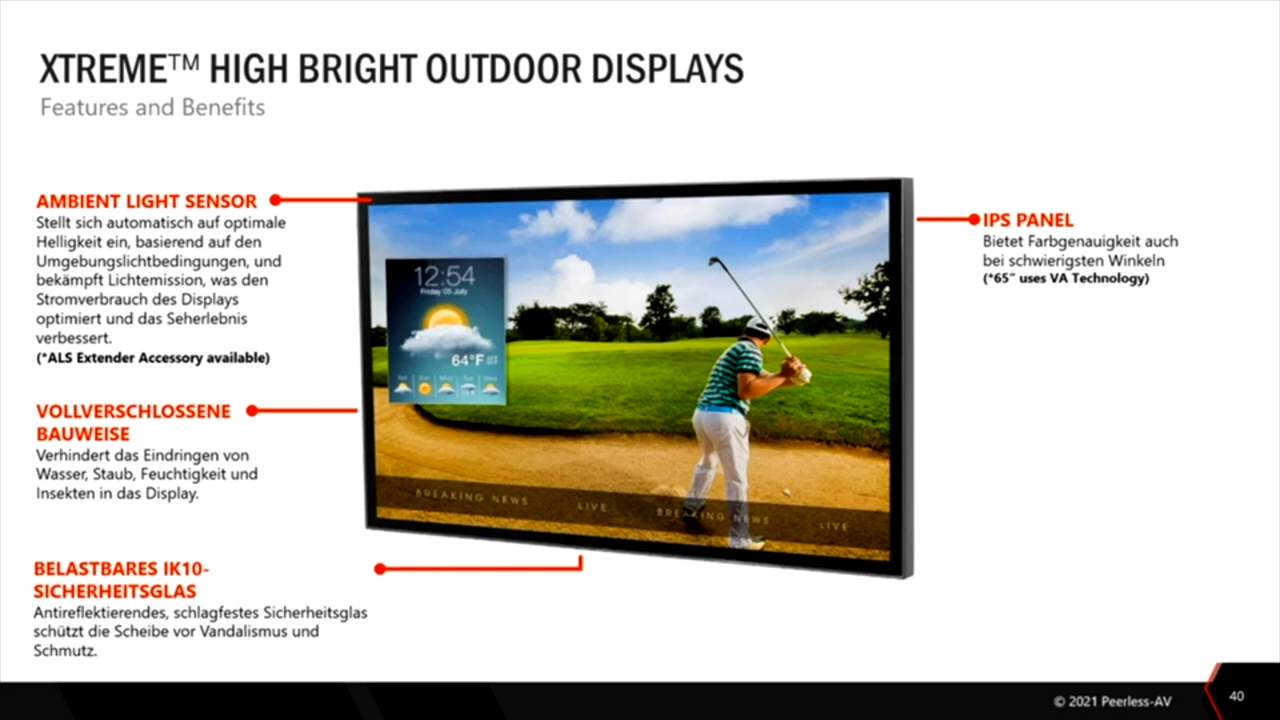 XTREME™ HIGH BRIGHT OUTDOOR DISPLAYS
Features and Benefits
AMBIENT LIGHT SENSOR
Stellt sich automatisch auf optimale
Helligkeit ein, basierend auf den
Umgebungslichtbedingungen, und
bekämpft Lichtemission, was den
Stromverbrauch des Displays
optimiert und das Seherlebnis
verbessert.
(*ALS Extender Accessory available)
VOLLVERSCHLOSSENE
BAUWEISE
Verhindert das Eindringen von
Wasser, Staub, Feuchtigkeit und
Insekten in das Display.
BELASTBARES IK10-
SICHERHEITSGLAS
Antireflektierendes, schlagfestes Sicherheitsglas
schützt die Scheibe vor Vandalismus und
Schmutz.
12:54
Friday 05 July
64°F
BREAKING NEWS LIVE BREAKING NEWS LIVE
IPS PANEL
Bietet Farbgenauigkeit auch
bei schwierigsten Winkeln
(*65" uses VA Technology)
© 2021 Peerless-AV
40